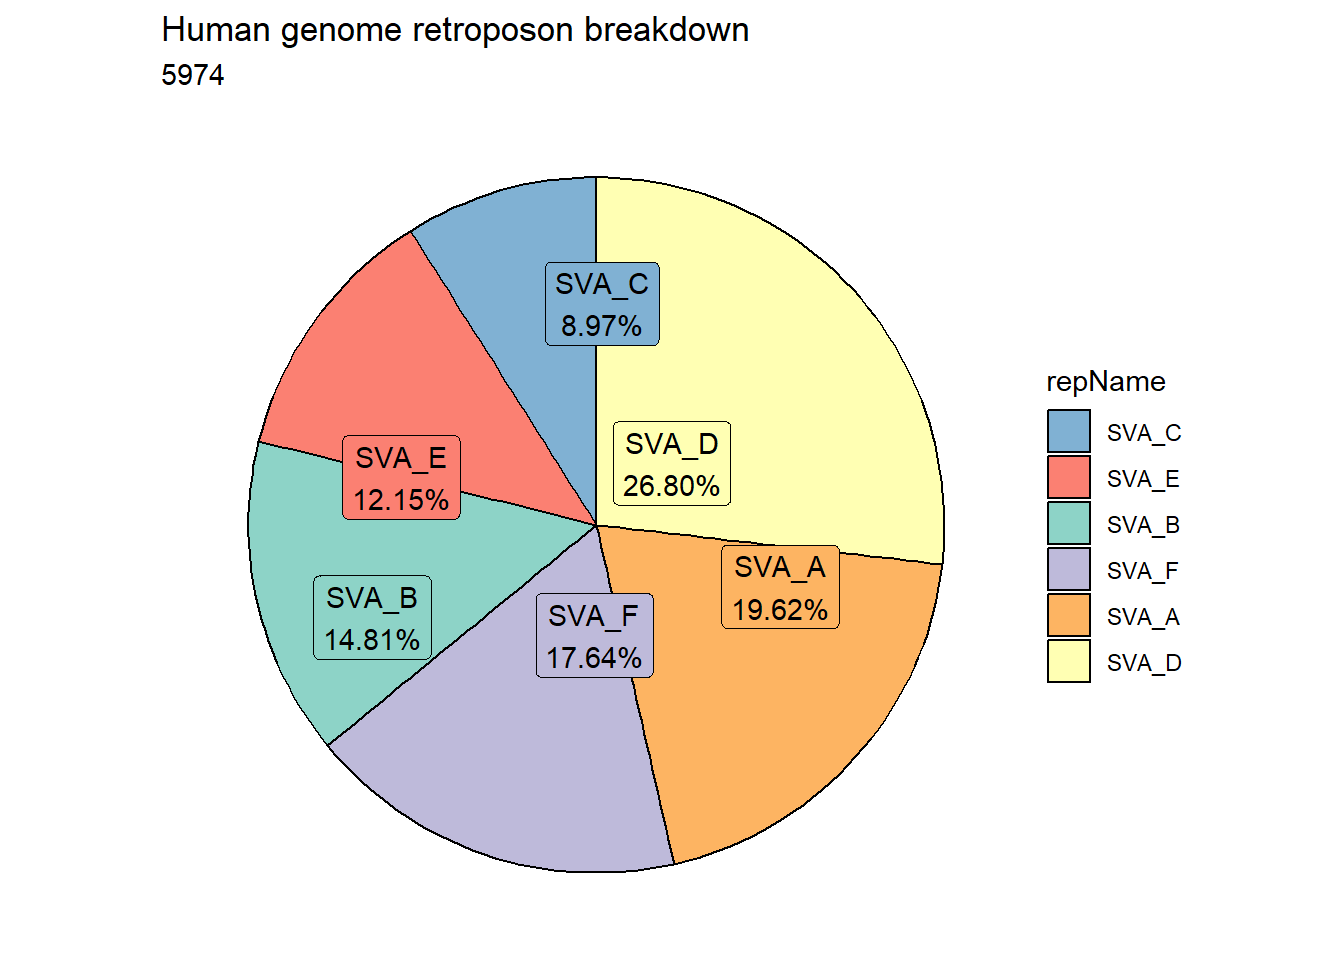 Human genome retroposon breakdown
5974
SVA_C
8.97%
SVA_D
26.80%
SVA_E
12.15%
SVA_A
19.62%
SVA_B
14.81%
SVA_F
17.64%
repName
SVA_C
SVA_E
SVA_B
SVA_F
SVA_A
SVA_D